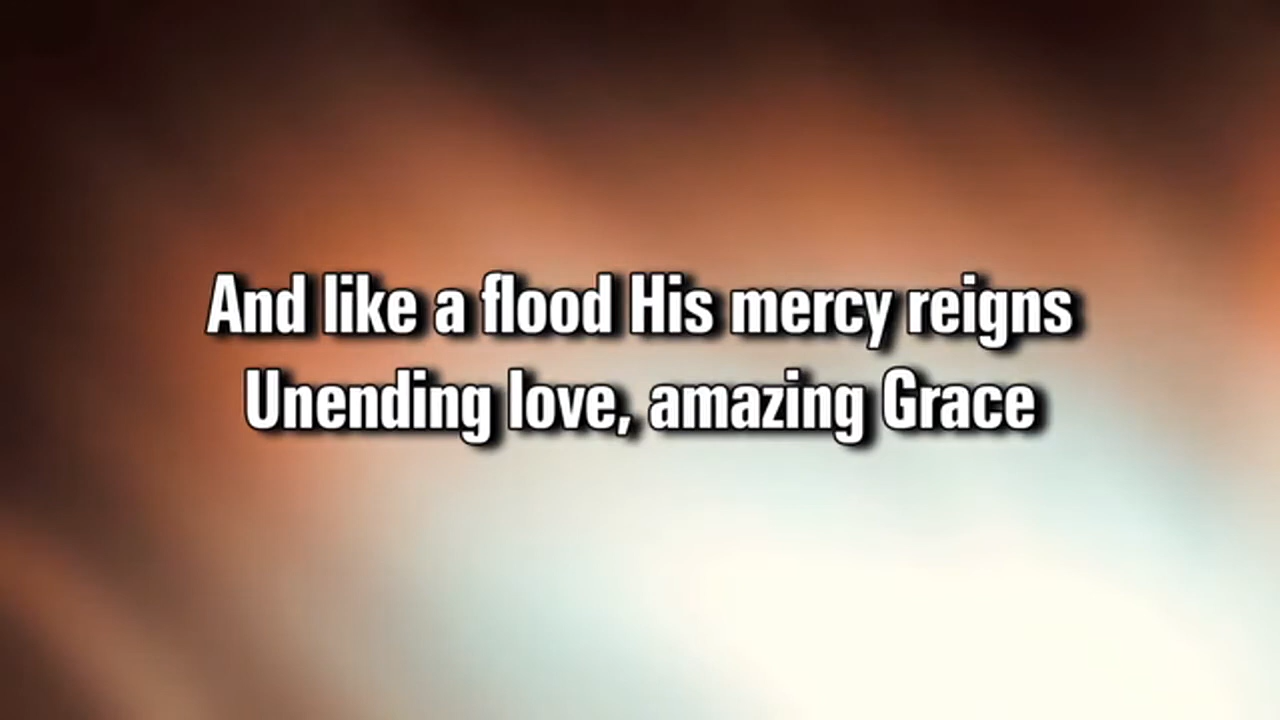 And like a flood His mercy reigns
Unending love, amazing Grace